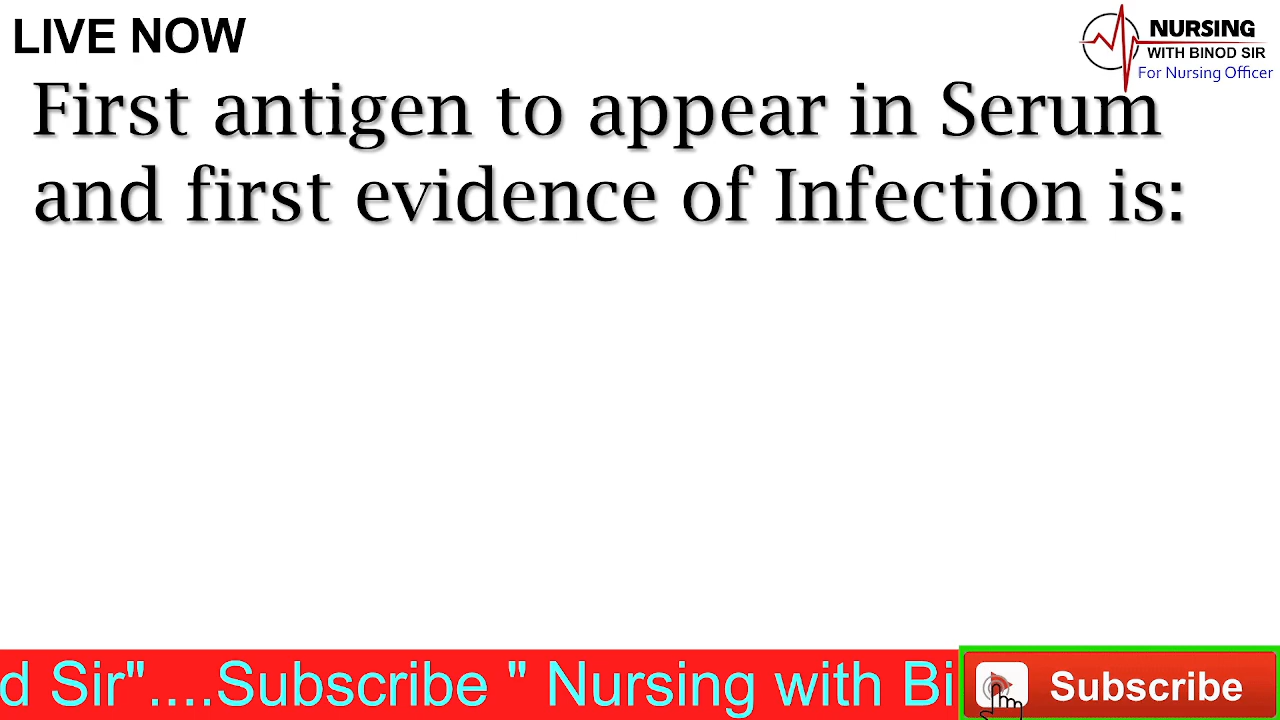 LIVE NOW
NURSING
WITH BINOD SIR
For Nursing Officer
First antigen to appear in Serum
and first evidence of Infection is:
d Sir"....Subscribe " Nursing with Bi
Subscribe